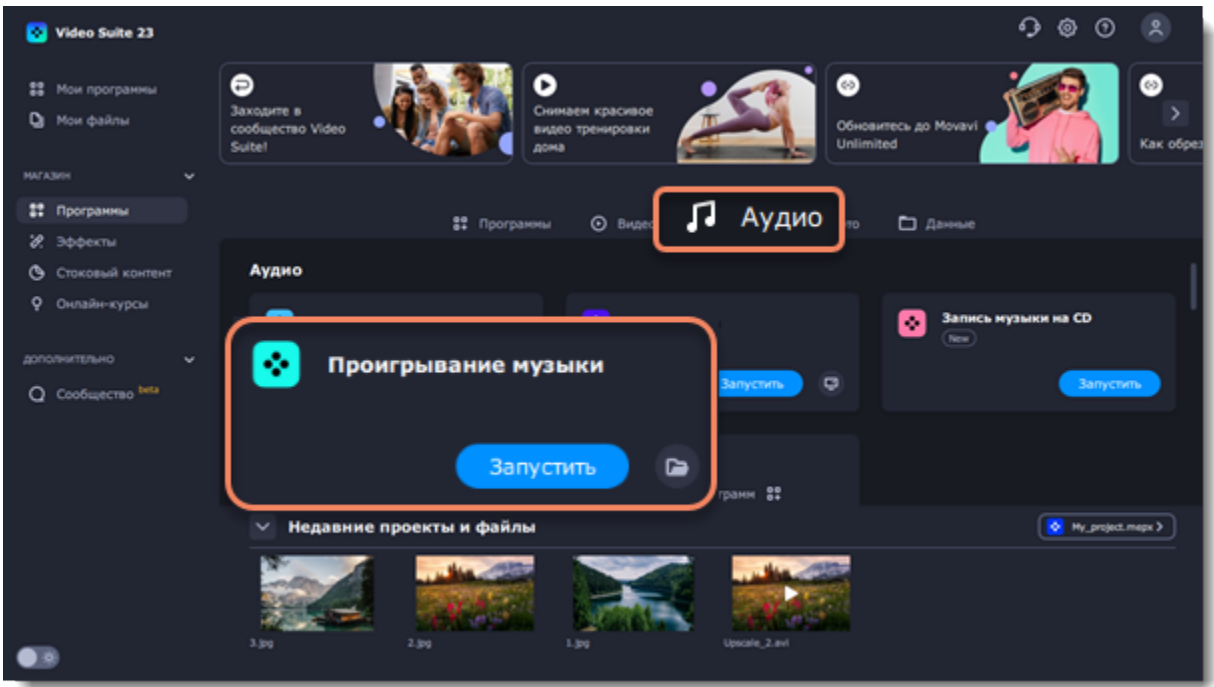 Video Suite 23
Мои программы
Мои файлы
МАГАЗИН
Программы
Эффекты
Стоковый контент
Онлайн-курсы
ДОПОЛНИТЕЛЬНО
Сообщество beta
Заходите в
сообщество Video
Suite!
Снимаем красивое
видео тренировки
дома
Обновитесь до Movavi
Unlimited
Как обрез
Программы
Видео
Аудио
то
Данные
Аудио
Проигрывание музыки
Запустить
Запустить
Запись музыки на CD
New
Запустить
грамм
Недавние проекты и файлы
My_project.mepx
3.jpg
2.jpg
1.jpg
Upscale_2.avi